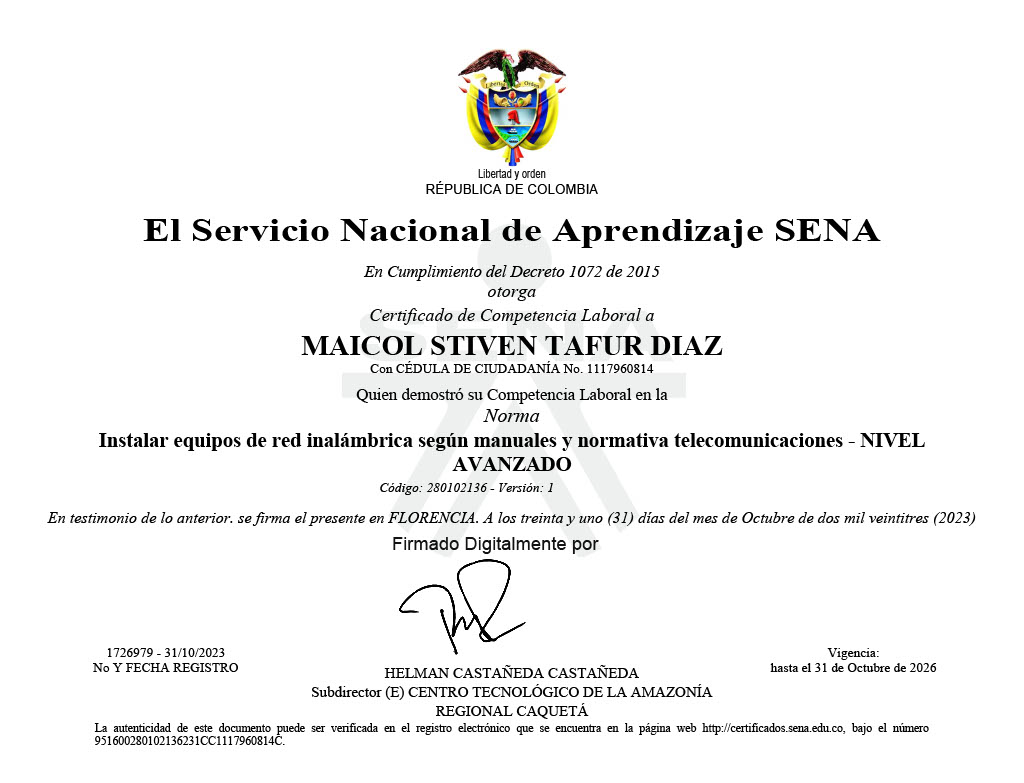 Libertad y Orden
Libertad y orden
RÉPUBLICA DE COLOMBIA
El Servicio Nacional de Aprendizaje SENA
En Cumplimiento del Decreto 1072 de 2015
otorga
Certificado de Competencia Laboral a
SENA
MAICOL STIVEN TAFUR DIAZ
Con CÉDULA DE CIUDADANÍA No. 1117960814
Quien demostró su Competencia Laboral en la
Norma
Instalar equipos de red inalámbrica según manuales y normativa telecomunicaciones - NIVEL
AVANZADO
Código: 280102136 - Versión: 1
En testimonio de lo anterior. se firma el presente en FLORENCIA. A los treinta y uno (31) días del mes de Octubre de dos mil veintitres (2023)
Firmado Digitalmente por
1726979 - 31/10/2023
No Y FECHA REGISTRO
Vigencia:
hasta el 31 de Octubre de 2026
HELMAN CASTAÑEDA CASTAÑEDA
Subdirector (E) CENTRO TECNOLÓGICO DE LA AMAZONÍA
REGIONAL CAQUETÁ
La autenticidad de este documento puede ser verificada en el registro electrónico que se encuentra en la página web http://certificados.sena.edu.co, bajo el número
951600280102136231CC1117960814C.